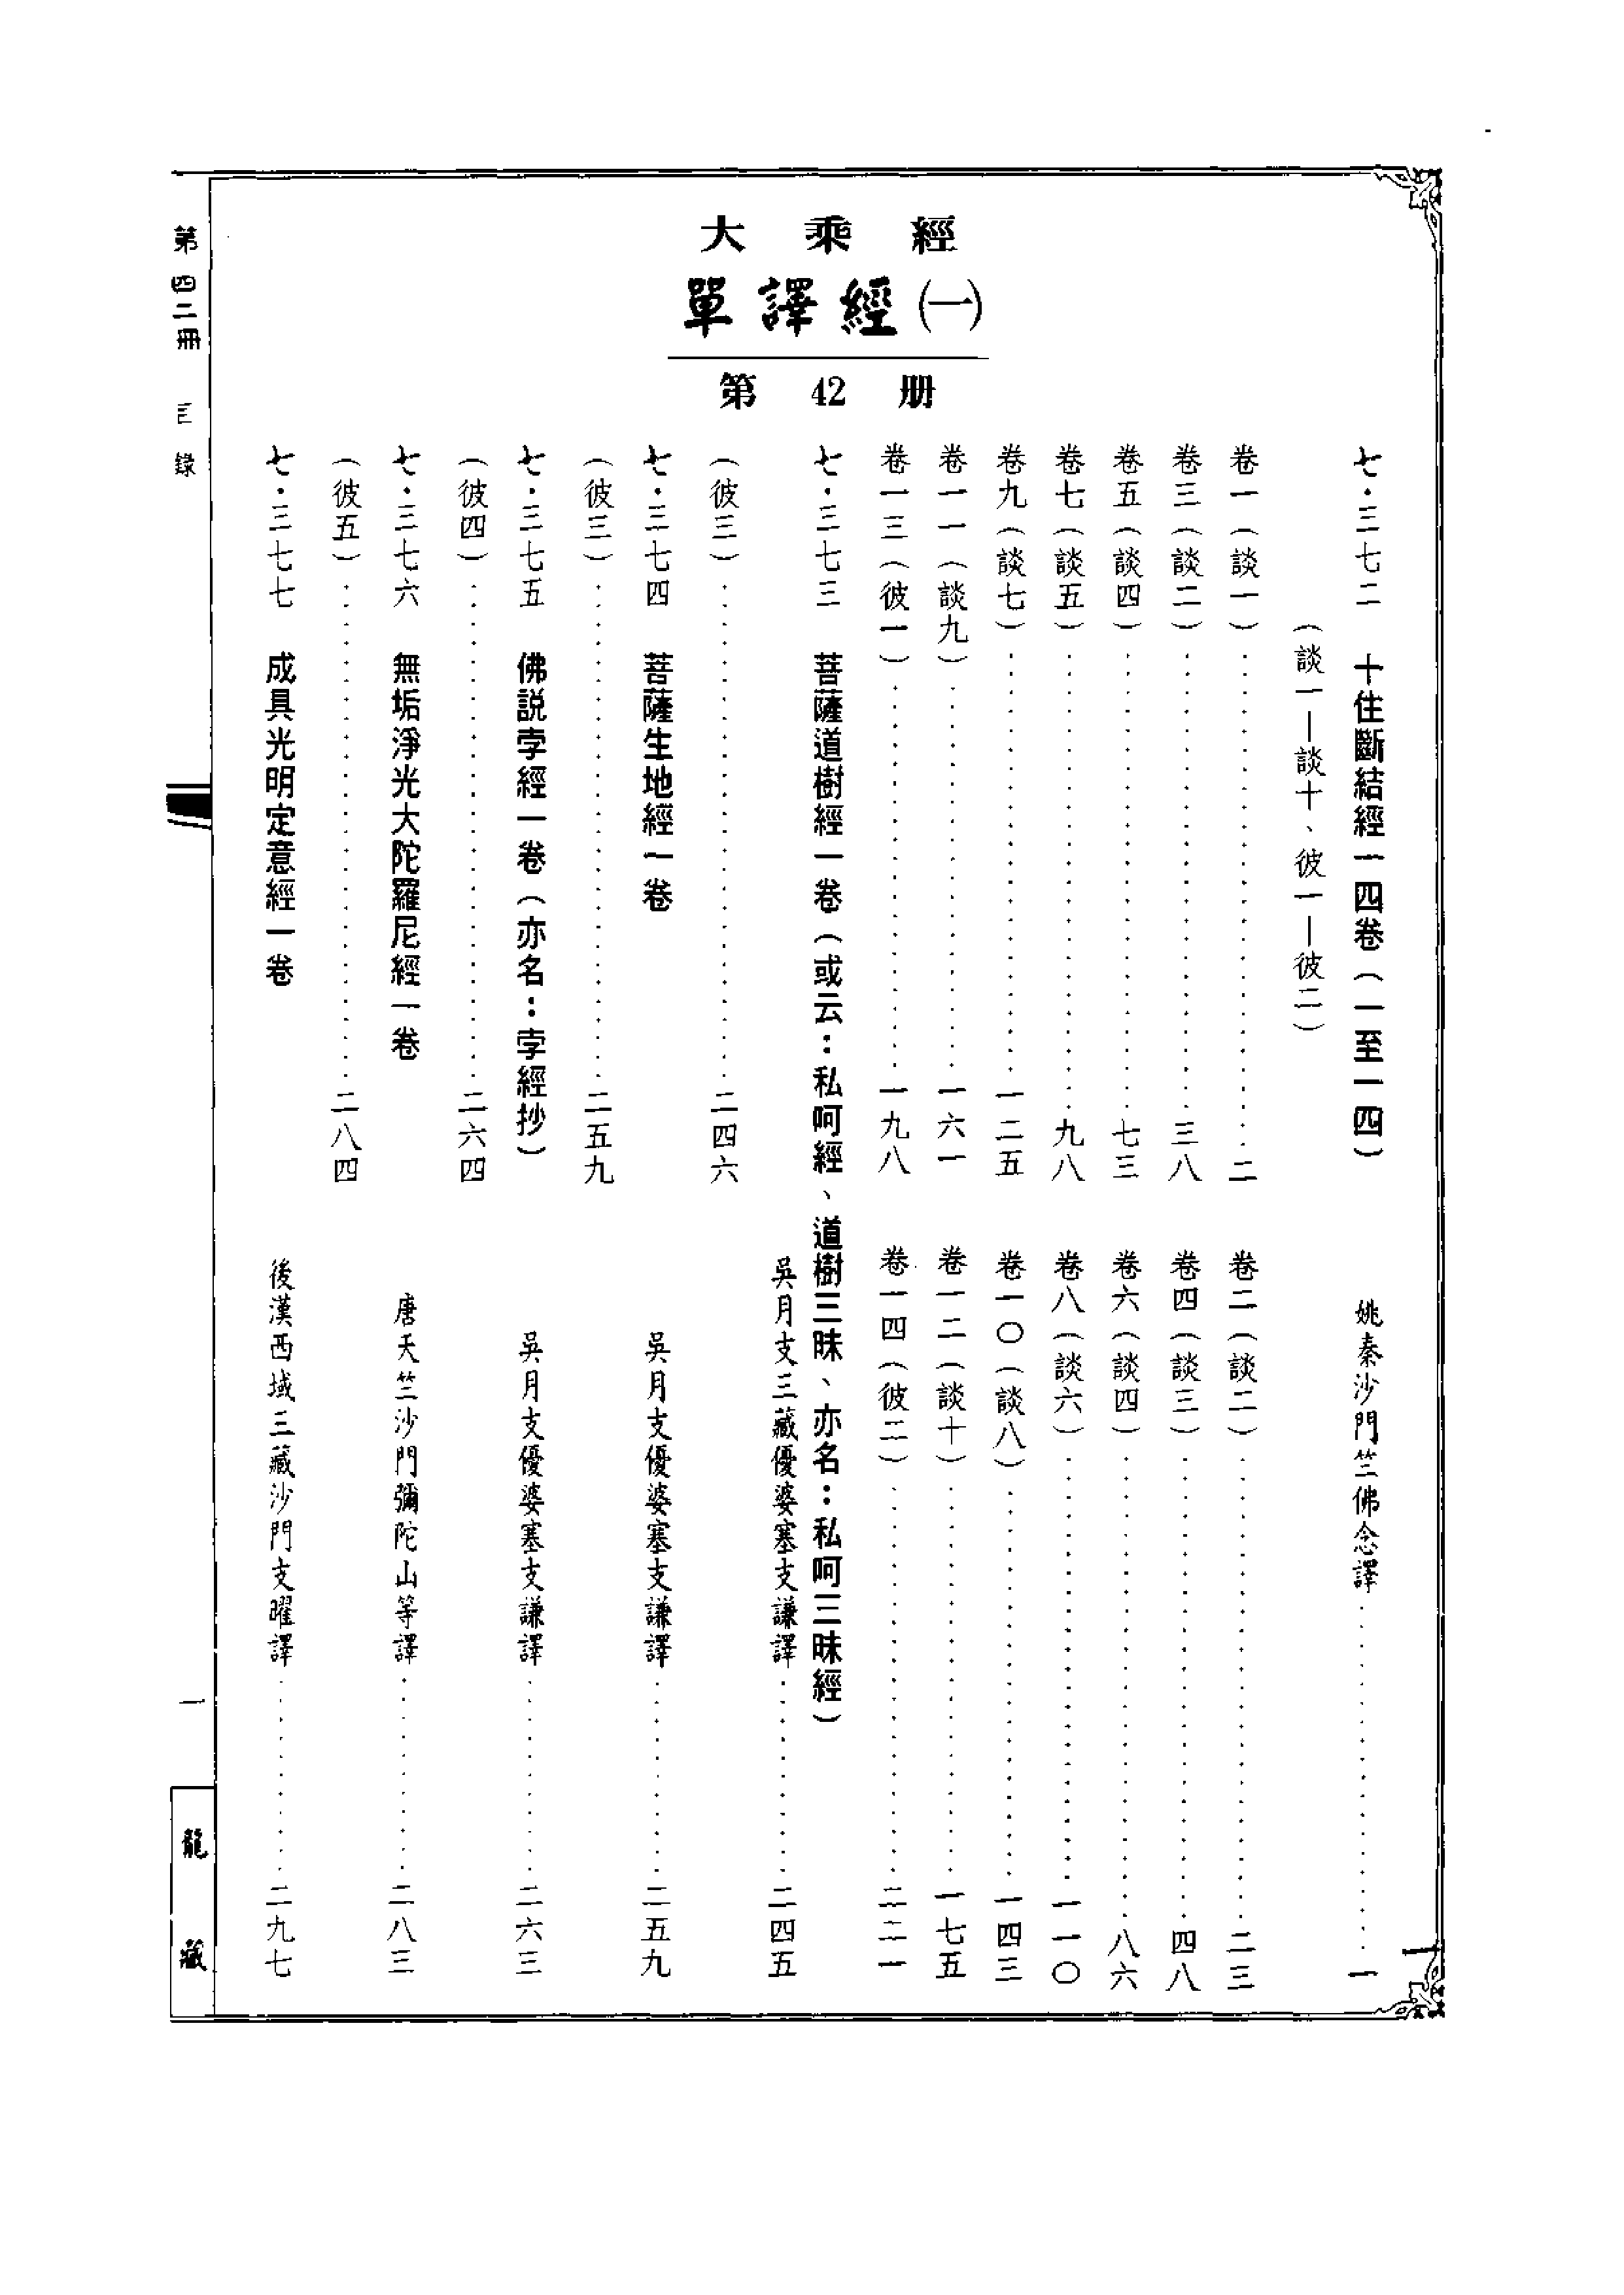 大乘經
單譯經㈠
第42册
七·三七二　十住斷結經一四卷（一至一四）　姚秦沙門竺佛念譯…………一
（談一—談十、彼一—彼二）
卷一（談一）…………二　卷二（談二）…………二三
卷三（談二）…………三八　卷四（談三）…………四八
卷五（談四）…………七三　卷六（談四）…………八六
卷七（談五）…………九八　卷八（談六）…………一一〇
卷九（談七）…………一二五　卷一〇（談八）…………一四三
卷一一（談九）…………一六一　卷一二（談十）…………一七五
卷一三（彼一）…………一九八　卷一四（彼二）…………二二一
七·三七三　菩薩道樹經一卷（或云：私呵經、道樹三昧、亦名：私呵三昧經）
吳月支三藏優婆塞支謙譯…………二四五
（彼三）…………二四六
七·三七四　菩薩生地經一卷　吳月支優婆塞支謙譯…………二五九
（彼三）…………二五九
七·三七五　佛説孛經一卷（亦名：孛經抄）　吳月支優婆塞支謙譯…………二六三
（彼四）…………二六四
七·三七六　無垢淨光大陀羅尼經一卷　唐天竺沙門彌陀山等譯…………二八三
（彼五）…………二八四
七·三七七　成具光明定意經一卷　後漢西域三藏沙門支曜譯…………二九七
第四二冊　目錄
一
龍藏
一